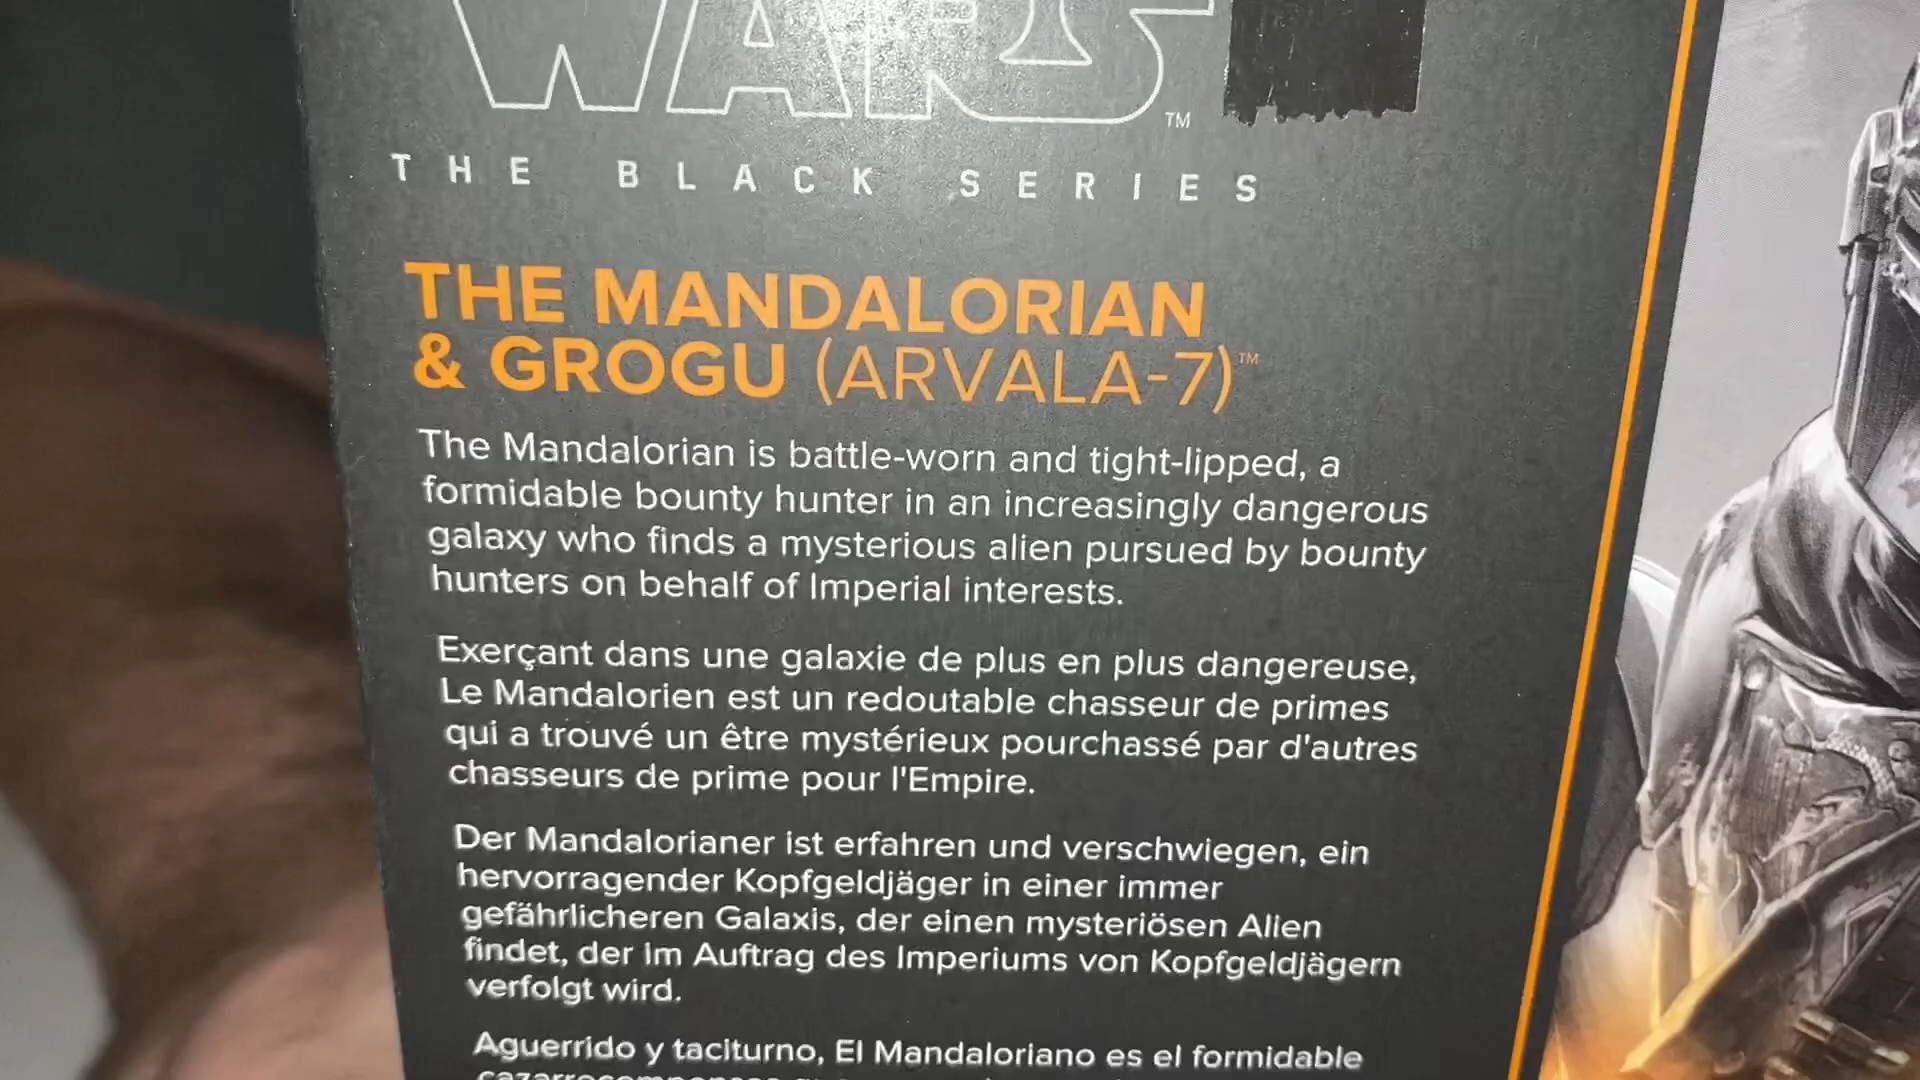 WARS™
THE BLACK SERIES
THE MANDALORIAN
& GROGU (ARVALA-7)™
The Mandalorian is battle-worn and tight-lipped, a
formidable bounty hunter in an increasingly dangerous
galaxy who finds a mysterious alien pursued by bounty
hunters on behalf of Imperial interests.
Exerçant dans une galaxie de plus en plus dangereuse,
Le Mandalorien est un redoutable chasseur de primes
qui a trouvé un être mystérieux pourchassé par d'autres
chasseurs de prime pour l'Empire.
Der Mandalorianer ist erfahren und verschwiegen, ein
hervorragender Kopfgeldjäger in einer immer
gefährlicheren Galaxis, der einen mysteriösen Alien
findet, der im Auftrag des Imperiums von Kopfgeldjägern
verfolgt wird.
Aguerrido y taciturno, El Mandaloriano es el formidable